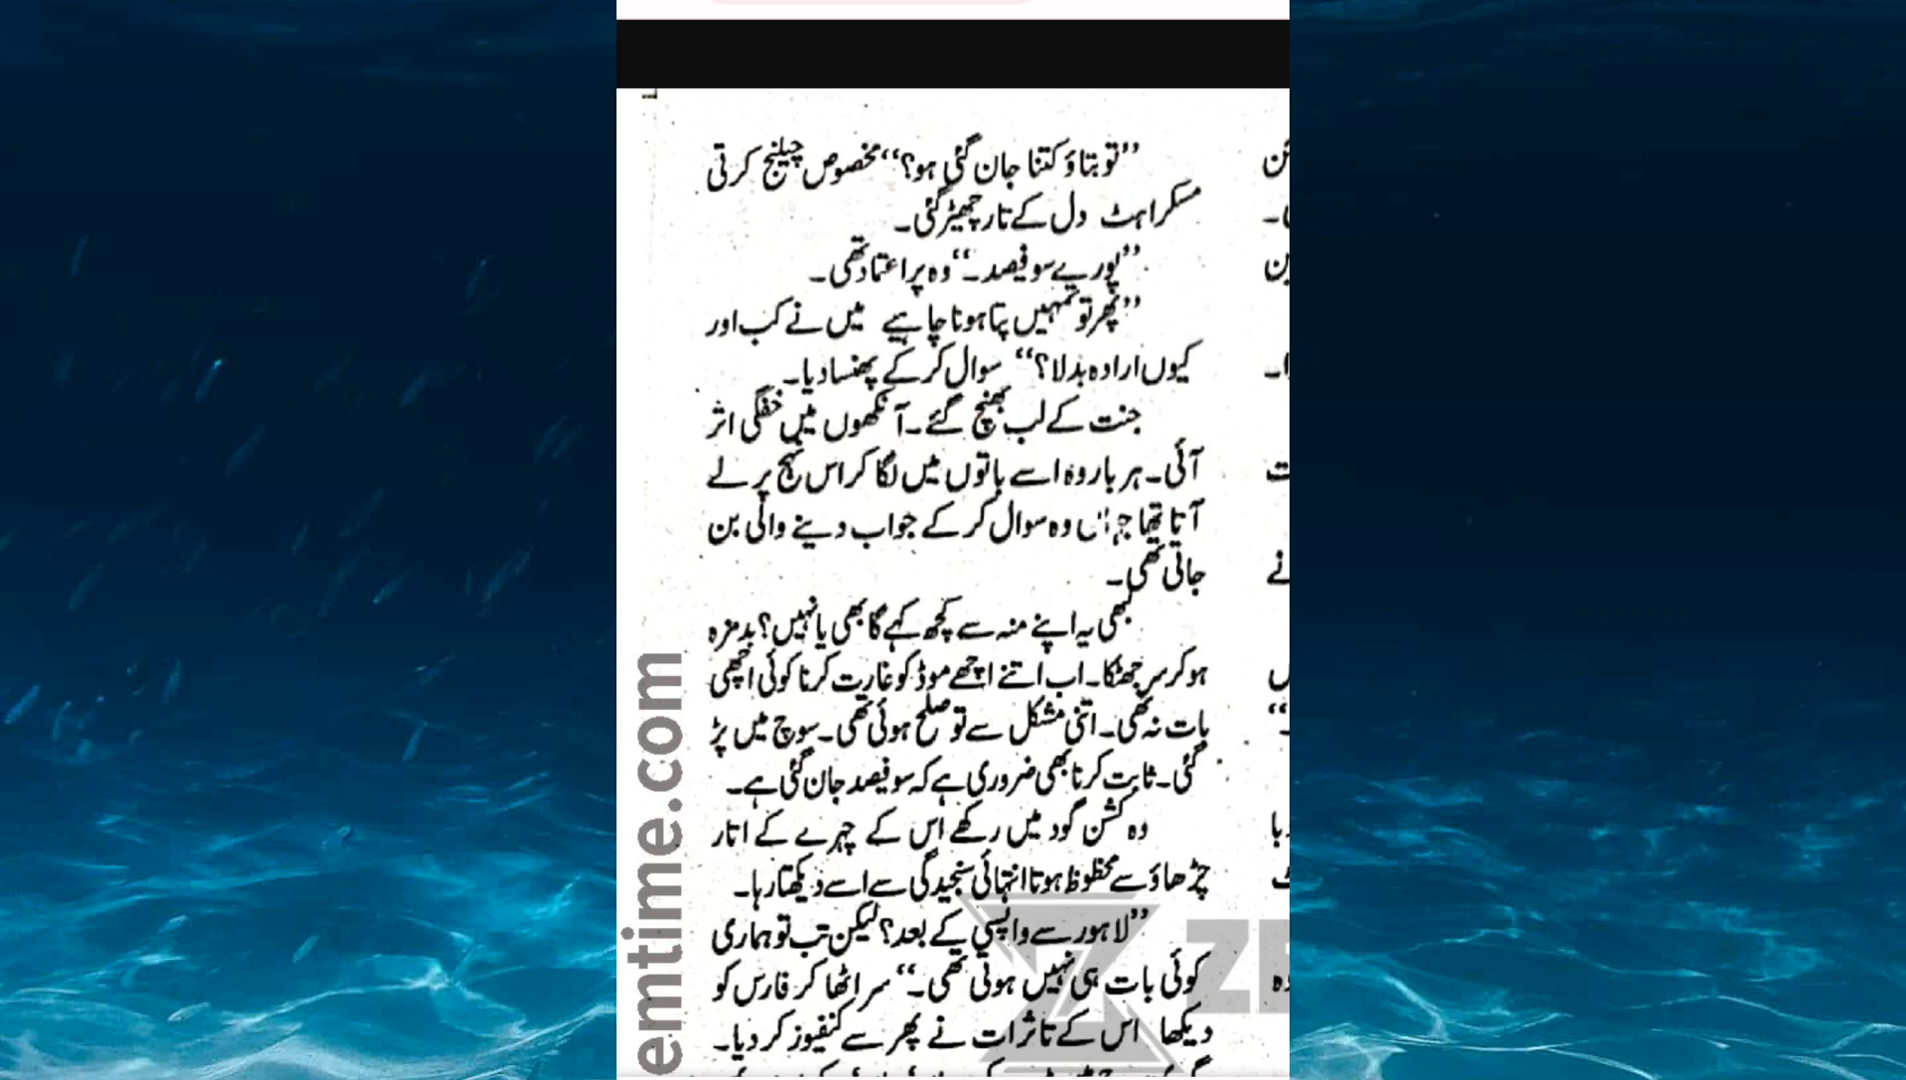 ”تو بتاؤ کتنا جان گئی ہو؟“ مخصوص چیلنج کرتی
مسکراہٹ دل کے تار چھیڑ گئی۔
”پورے سو فیصد۔“ وہ پر اعتماد تھی۔
”پھر تو تمہیں پتا ہونا چاہیے میں نے کب اور
کیوں ارادہ بدلا؟“ سوال کر کے پھنسا دیا۔
جنت کے لب بھنچ گئے۔ آنکھوں میں خفگی اثر
آئی۔ ہر بار وہ اسے باتوں میں لگا کر اس نہج پر لے
آتا تھا جہاں وہ سوال کر کے جواب دینے والی بن
جاتی تھی۔
کبھی یہ اپنے منہ سے کچھ کہے گا بھی یا نہیں؟ بدمزہ
ہو کر سر جھٹکا۔ اب اتنے اچھے موڈ کو غارت کرنا کوئی اچھی
بات نہ تھی۔ اتنی مشکل سے تو صلح ہوئی تھی۔ سوچ میں پڑ
گئی۔ ثابت کرنا بھی ضروری ہے کہ سو فیصد جان گئی ہے۔
وہ کشن گود میں رکھے اس کے چہرے کے اتار
چڑھاؤ سے محظوظ ہوتا انتہائی سنجیدگی سے اسے دیکھتا رہا۔
”لاہور سے واپسی کے بعد؟ لیکن تب تو ہماری
کوئی بات ہی نہیں ہوتی تھی۔“ سر اٹھا کر فارس کو
دیکھا اس کے تاثرات نے پھر سے کنفیوز کر دیا۔
emtime.com
ZE